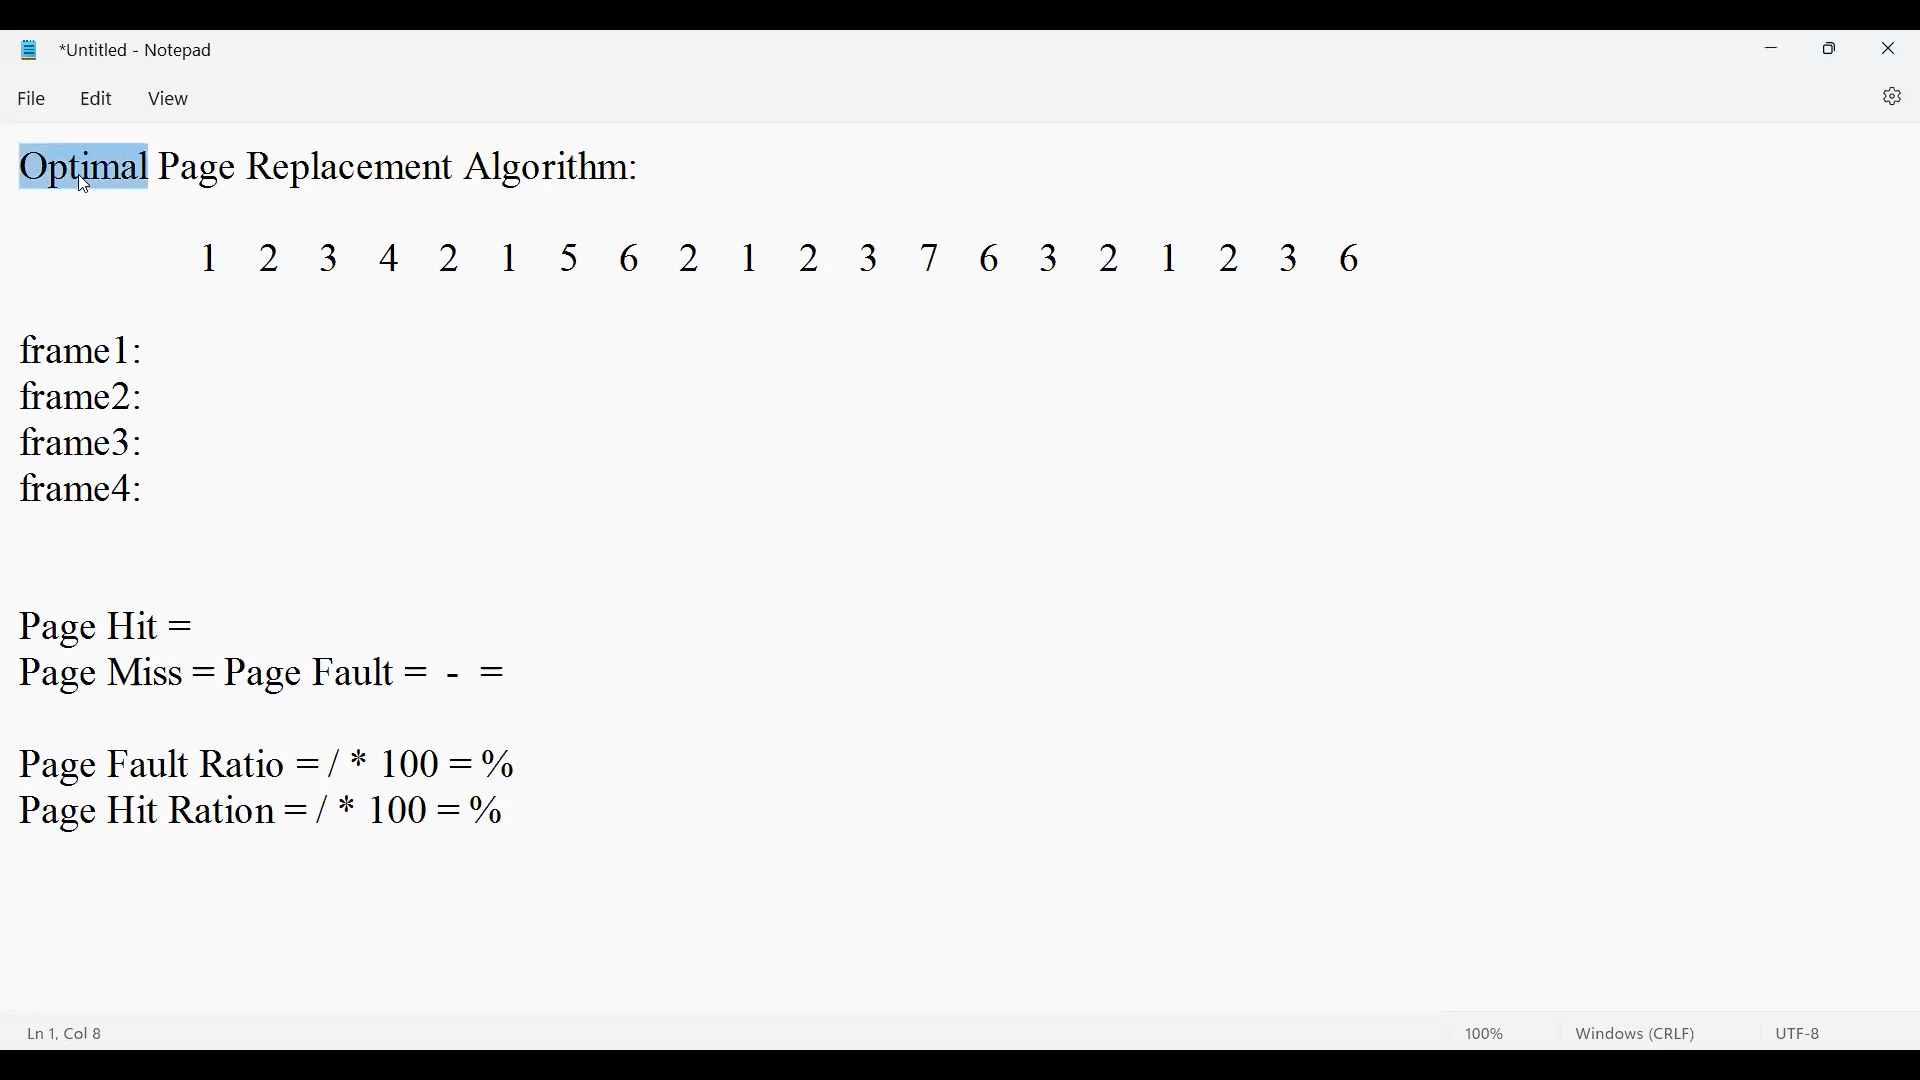 *Untitled - Notepad
File Edit View
Optimal Page Replacement Algorithm:
1 2 3 4 2 1 5 6 2 1 2 3 7 6 3 2 1 2 3 6
frame1:
frame2:
frame3:
frame4:
Page Hit =
Page Miss = Page Fault = - =
Page Fault Ratio = / * 100 = %
Page Hit Ration = / * 100 = %
Ln 1, Col 8 100% Windows (CRLF) UTF-8